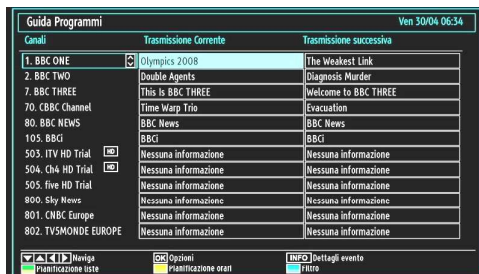 Guida Programmi Ven 30/04 06:34
Canali Trasmissione Corrente Trasmissione successiva
1. BBC ONE Olympics 2008 The Weakest Link
2. BBC TWO Double Agents Diagnosis Murder
7. BBC THREE This Is BBC THREE Welcome to BBC THREE
70. CBBC Channel Time Warp Trio Evacuation
80. BBC NEWS BBC News BBC News
105. BBCi BBCi BBCi
503. ITV HD Trial HD Nessuna informazione Nessuna informazione
504. Ch4 HD Trial HD Nessuna informazione Nessuna informazione
505. five HD Trial Nessuna informazione Nessuna informazione
800. Sky News Nessuna informazione Nessuna informazione
801. CNBC Europe Nessuna informazione Nessuna informazione
802. TV5MONDE EUROPE Nessuna informazione Nessuna informazione
Naviga OK Opzioni INFO Dettagli evento
Pianificazione liste Pianificazione orari Filtro